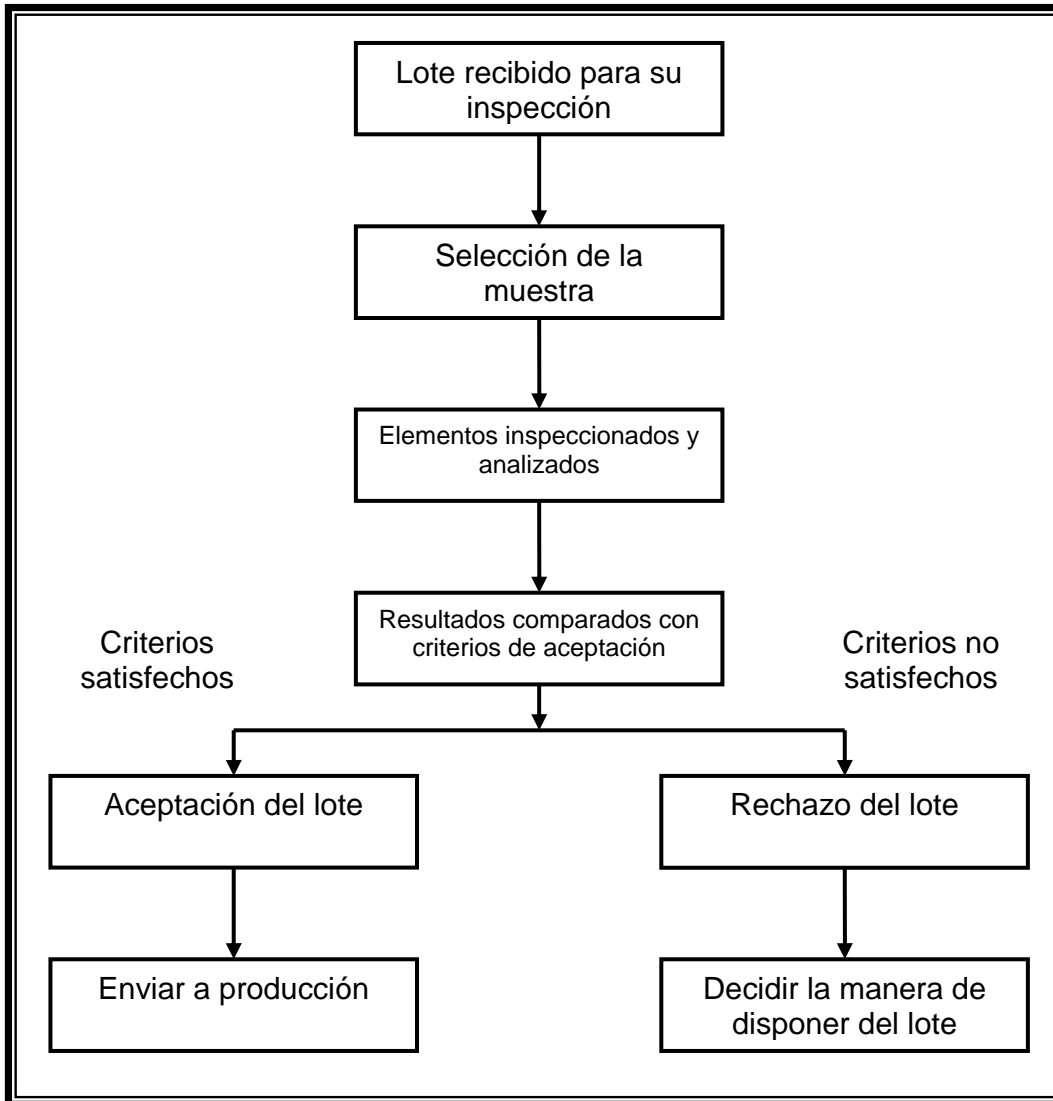 Lote recibido para su
inspección
Selección de la
muestra
Elementos inspeccionados y
analizados
Resultados comparados con
criterios de aceptación
Criterios
satisfechos
Criterios no
satisfechos
Aceptación del lote
Rechazo del lote
Enviar a producción
Decidir la manera de
disponer del lote